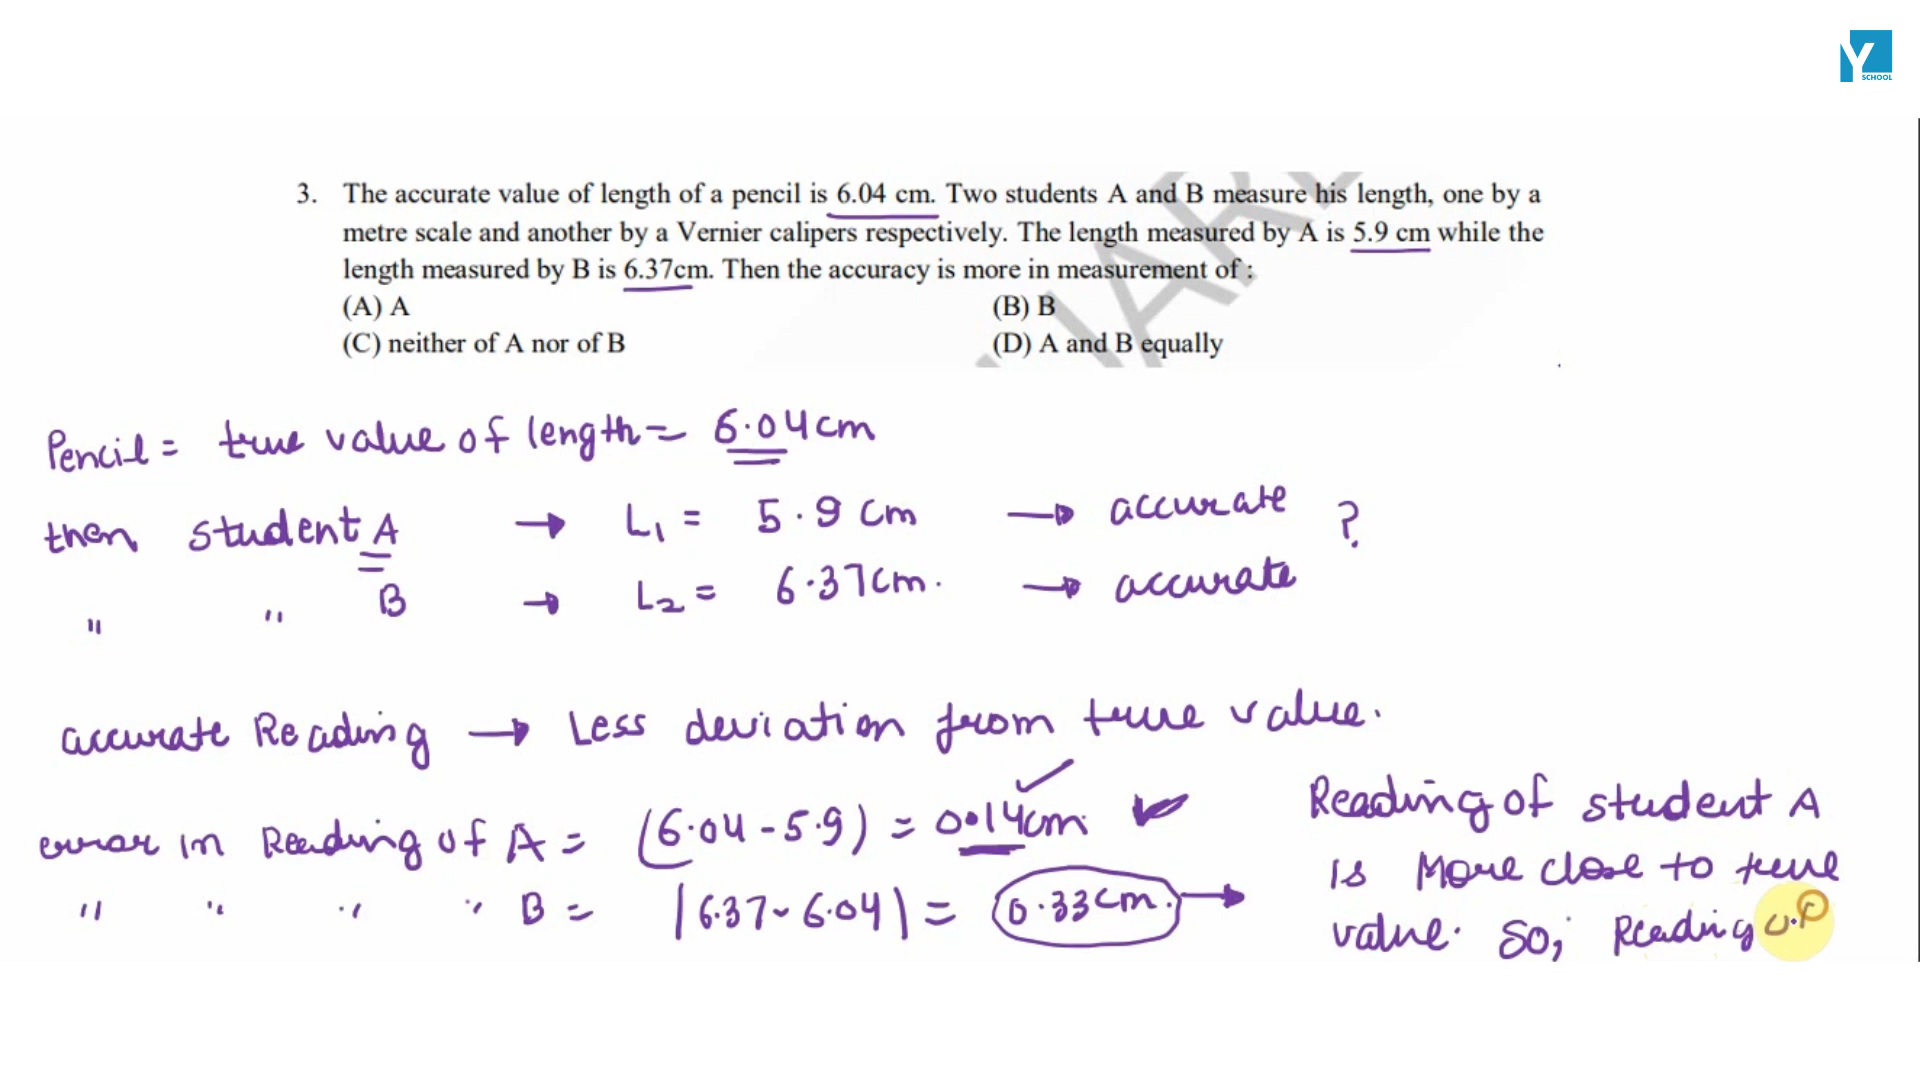 Y SCHOOL
3. The accurate value of length of a pencil is 6.04 cm. Two students A and B measure his length, one by a
metre scale and another by a Vernier calipers respectively. The length measured by A is 5.9 cm while the
length measured by B is 6.37cm. Then the accuracy is more in measurement of :
(A) A (B) B
(C) neither of A nor of B (D) A and B equally
Pencil = true value of length = 6.04cm
then student A → L1 = 5.9 cm → accurate ?
" " B → L2 = 6.37cm. → accurate
accurate Reading → Less deviation from true value.
error in Reading of A = (6.04 - 5.9) = 0.14cm ✓
" " " " B = |6.37 - 6.04| = 0.33cm. →
Reading of student A
is More close to true
value. So, Reading of